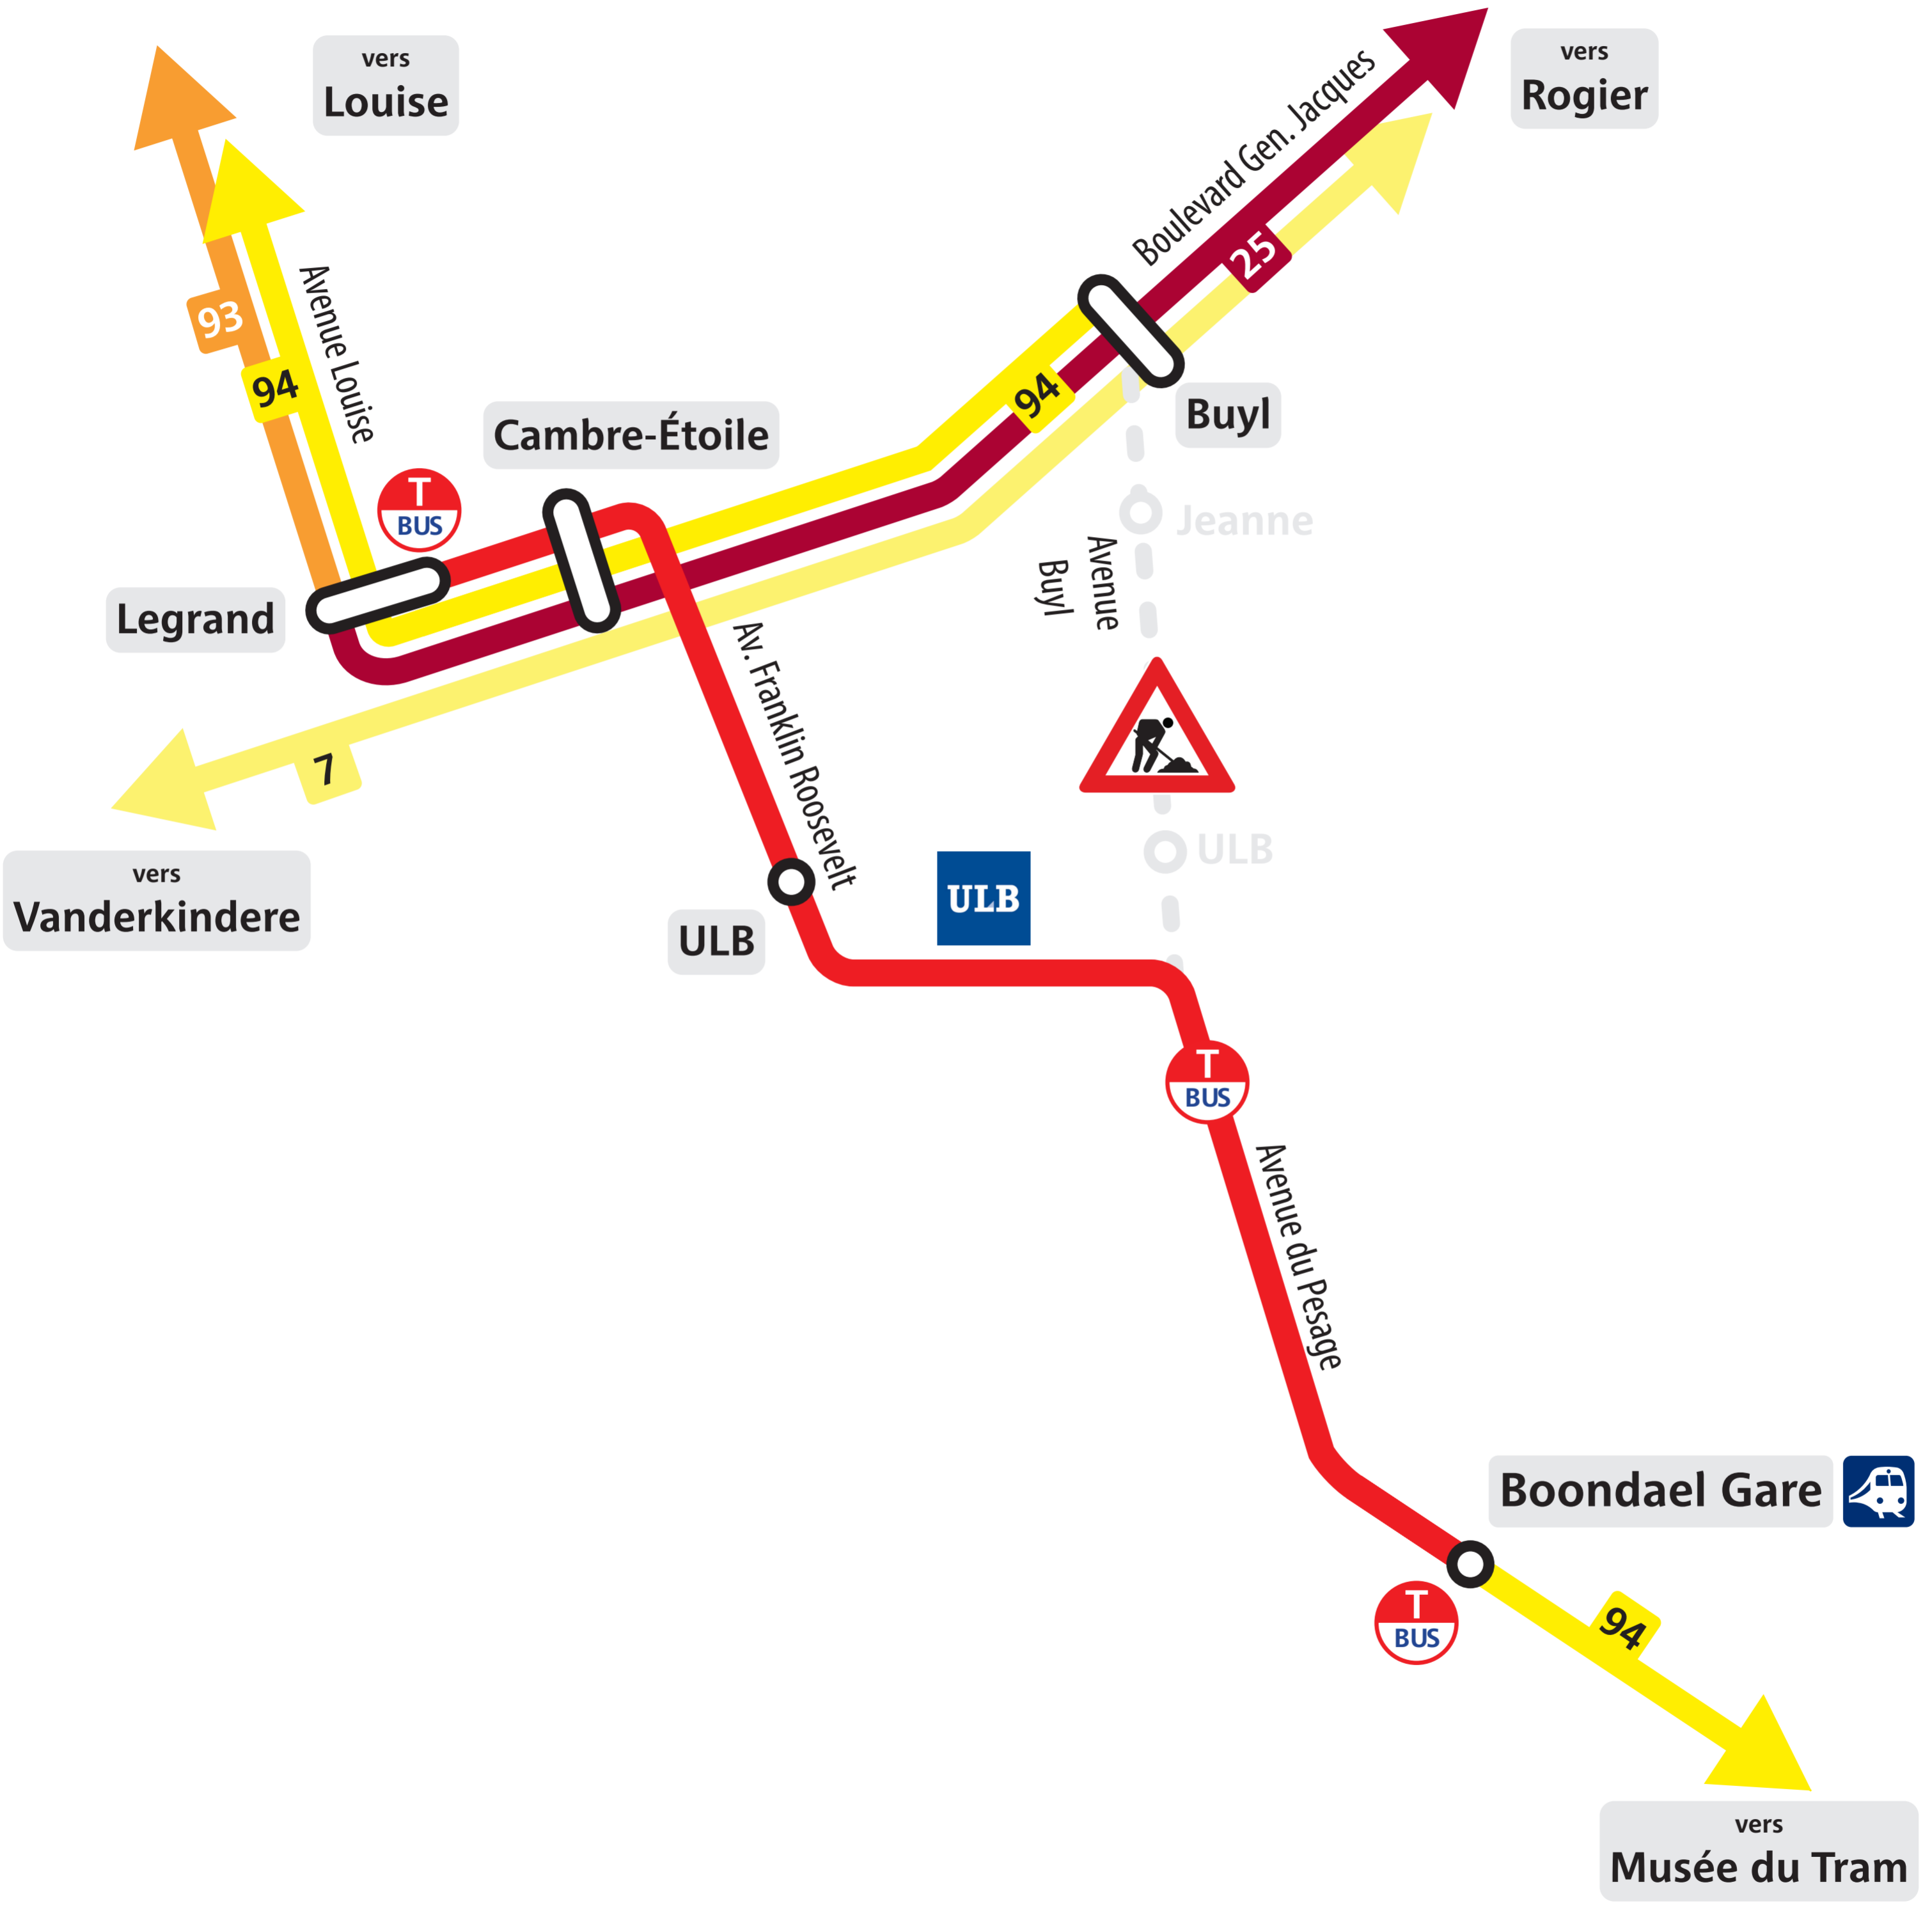 vers
Louise
vers
Rogier
Boulevard Gen. Jacques
25
93
94
Avenue Louise
94
Buyl
Cambre-Étoile
T
BUS
Legrand
Jeanne
Avenue
Buyl
Av. Franklin Roosevelt
7
vers
Vanderkindere
ULB
ULB
ULB
T
BUS
Avenue du Pesage
Boondael Gare
T
BUS
94
vers
Musée du Tram